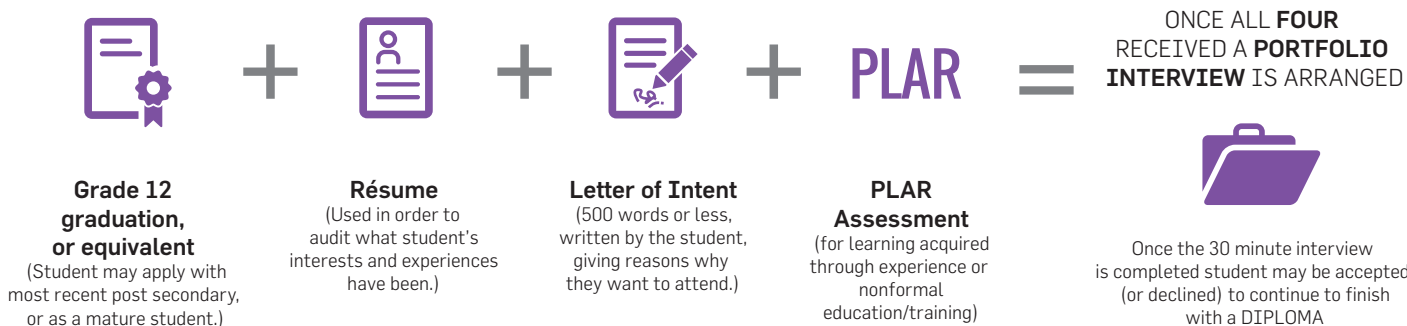 PLAR
ONCE ALL FOUR
RECEIVED A PORTFOLIO
INTERVIEW IS ARRANGED
Grade 12
graduation,
or equivalent
(Student may apply with
most recent post secondary,
or as a mature student.)
Résume
(Used in order to
audit what student's
interests and experiences
have been.)
Letter of Intent
(500 words or less,
written by the student,
giving reasons why
they want to attend.)
PLAR
Assessment
(for learning acquired
through experience or
nonformal
education/training)
Once the 30 minute interview
is completed student may be accepted
(or declined) to continue to finish
with a DIPLOMA